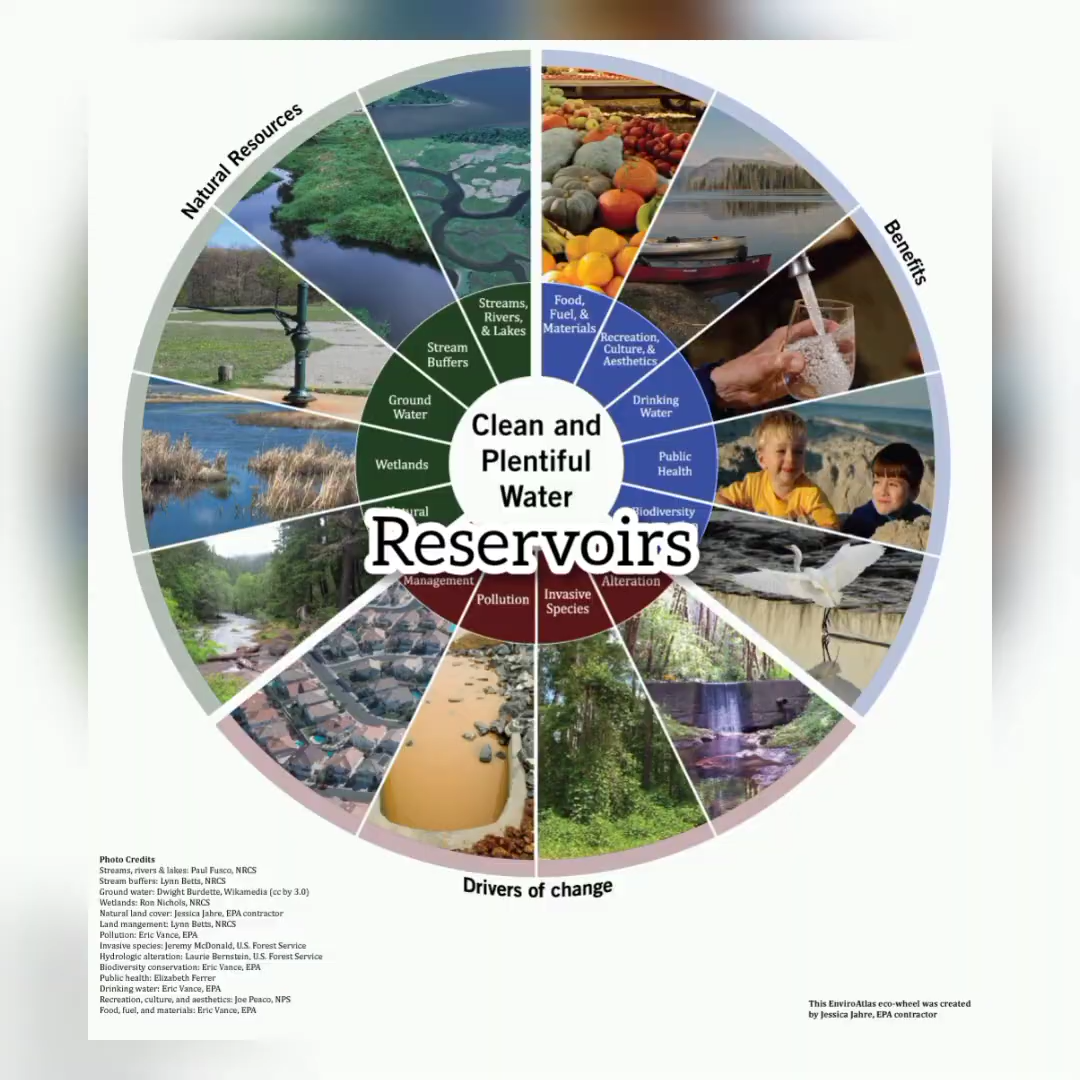 Natural Resources
Benefits
Streams,
Rivers,
& Lakes
Food,
Fuel, &
Materials
Stream
Buffers
Recreation,
Culture, &
Aesthetics
Ground
Water
Drinking
Water
Wetlands
Public
Health
Clean and
Plentiful
Water
Biodiversity
Reservoirs
Management
Pollution
Invasive
Species
Alteration
Drivers of change
Photo Credits
Streams, rivers & lakes: Paul Fusco, NRCS
Stream buffers: Lynn Betts, NRCS
Ground water: Dwight Burdette, Wikamedia (cc by 3.0)
Wetlands: Ron Nichols, NRCS
Natural land cover: Jessica Jahre, EPA contractor
Land mangement: Lynn Betts, NRCS
Pollution: Eric Vance, EPA
Invasive species: Jeremy McDonald, U.S. Forest Service
Hydrologic alteration: Laurie Bernstein, U.S. Forest Service
Biodiversity conservation: Eric Vance, EPA
Public health: Elizabeth Ferrer
Drinking water: Eric Vance, EPA
Recreation, culture, and aesthetics: Joe Peaco, NPS
Food, fuel, and materials: Eric Vance, EPA
This EnviroAtlas eco-wheel was created
by Jessica Jahre, EPA contractor